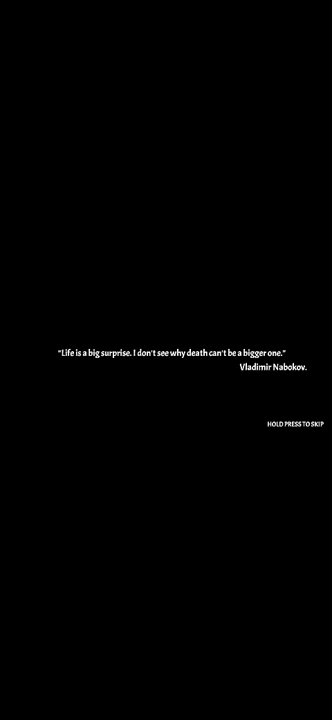 "Life is a big surprise. I don't see why death can't be a bigger one."
Vladimir Nabokov.
HOLD PRESS TO SKIP